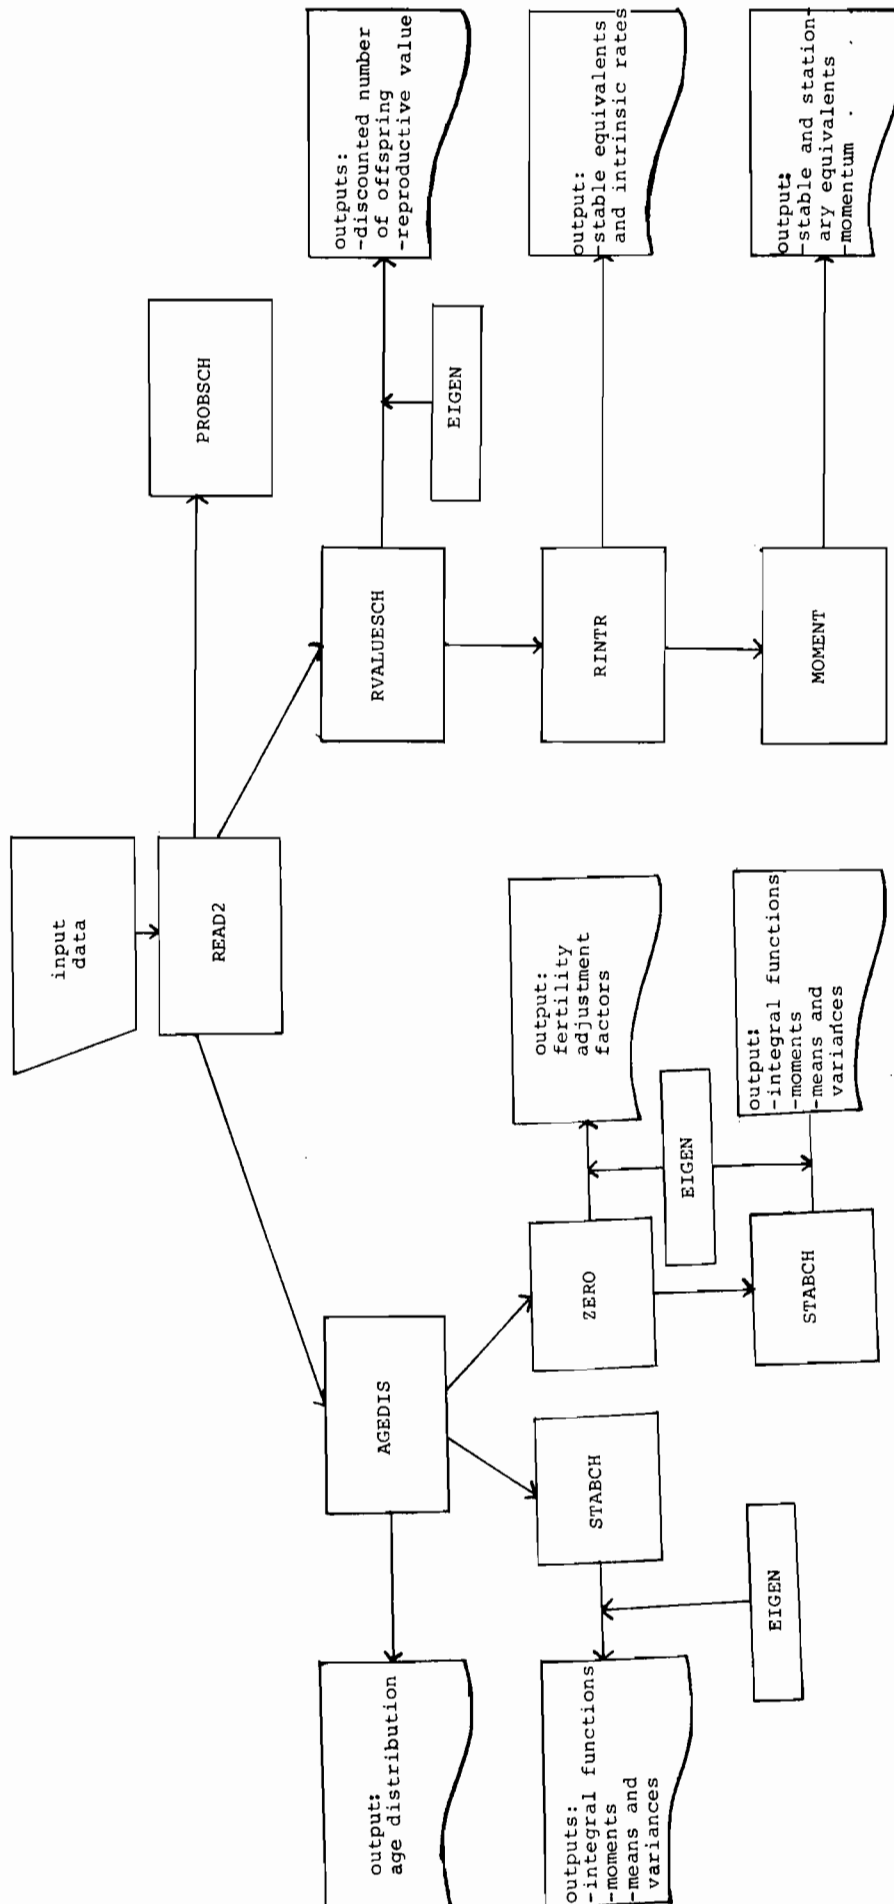 input
data
READ2
PROBSCH
AGEDIS
RVALUESCH
output:
age distribution
outputs:
-discounted number
of offspring
-reproductive value
EIGEN
STABCH
ZERO
output:
fertility
adjustment
factors
RINTR
output:
-stable equivalents
and intrinsic rates
outputs:
-integral functions
-moments
-means and
variances
EIGEN
EIGEN
STABCH
output:
-integral functions
-moments
-means and
variances
MOMENT
output:
-stable and station-
ary equivalents
-momentum . . .